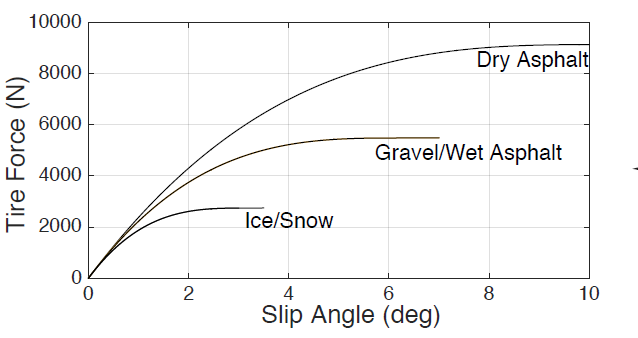 10000
8000
6000
4000
2000
0
Tire Force (N)
Dry Asphalt
Gravel/Wet Asphalt
Ice/Snow
0 2 4 6 8 10
Slip Angle (deg)